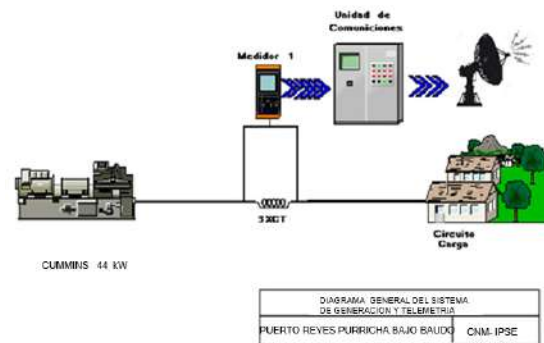 Unidad de
Comuniciones
Medidor 1
3XCT
Circuito
Carga
CUMMINS 44 kW
DIAGRAMA GENERAL DEL SISTEMA
DE GENERACION Y TELEMETRIA
PUERTO REYES PURRICHA BAJO BAUDO
CNM- IPSE